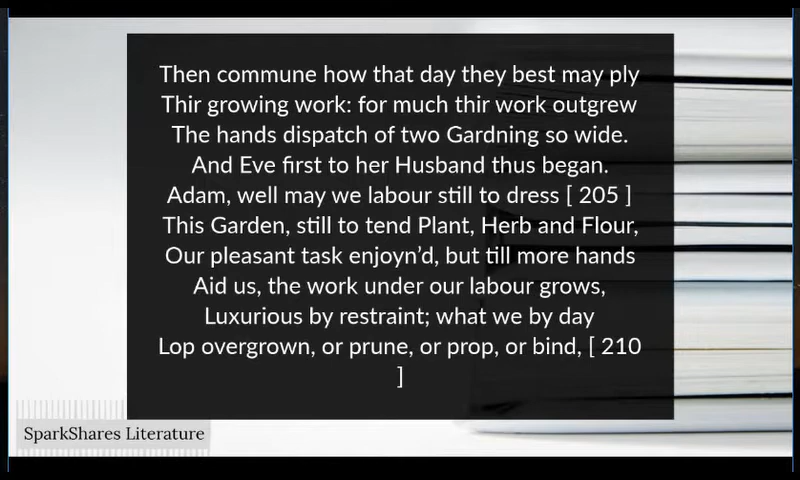 Then commune how that day they best may ply
Thir growing work: for much thir work outgrew
The hands dispatch of two Gardning so wide.
And Eve first to her Husband thus began.
Adam, well may we labour still to dress [ 205 ]
This Garden, still to tend Plant, Herb and Flour,
Our pleasant task enjoyn’d, but till more hands
Aid us, the work under our labour grows,
Luxurious by restraint; what we by day
Lop overgrown, or prune, or prop, or bind, [ 210
]
SparkShares Literature